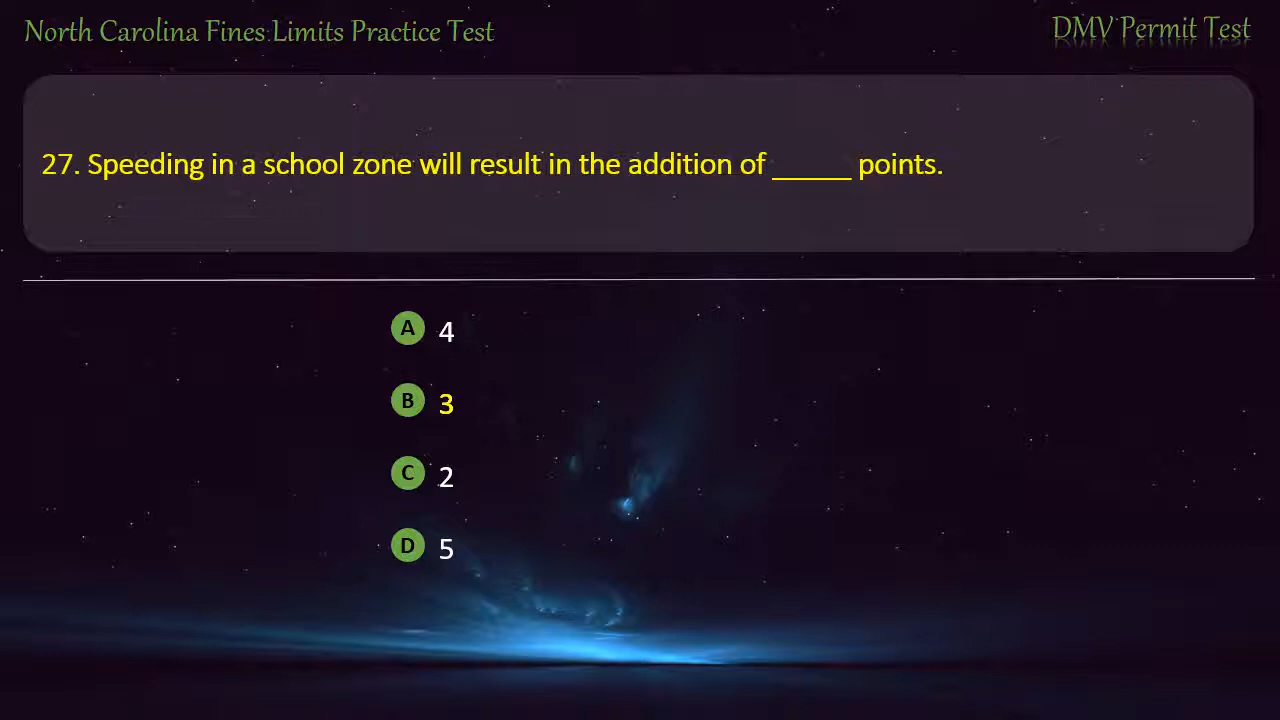 North Carolina Fines Limits Practice Test
DMV Permit Test
27. Speeding in a school zone will result in the addition of _____ points.
A 4
B 3
C 2
D 5